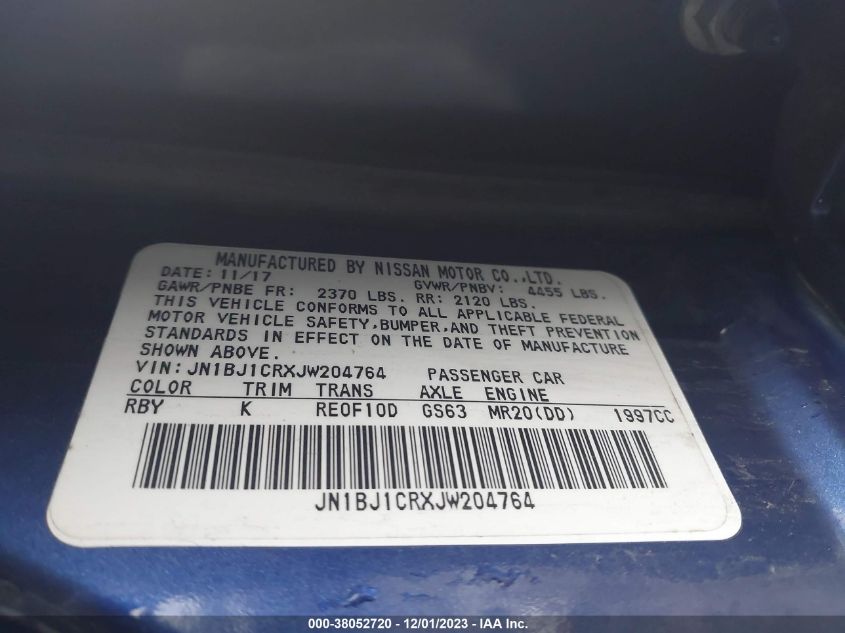 MANUFACTURED BY NISSAN MOTOR CO.,LTD.
DATE: 11/17 GVWR/PNBV: 4455 LBS.
GAWR/PNBE FR: 2370 LBS. RR: 2120 LBS.
THIS VEHICLE CONFORMS TO ALL APPLICABLE FEDERAL
MOTOR VEHICLE SAFETY,BUMPER,AND THEFT PREVENTION
STANDARDS IN EFFECT ON THE DATE OF MANUFACTURE
SHOWN ABOVE.
VIN: JN1BJ1CRXJW204764 PASSENGER CAR
COLOR TRIM TRANS AXLE ENGINE
RBY K RE0F10D GS63 MR20(DD) 1997CC
JN1BJ1CRXJW204764
000-38052720 - 12/01/2023 - IAA Inc.